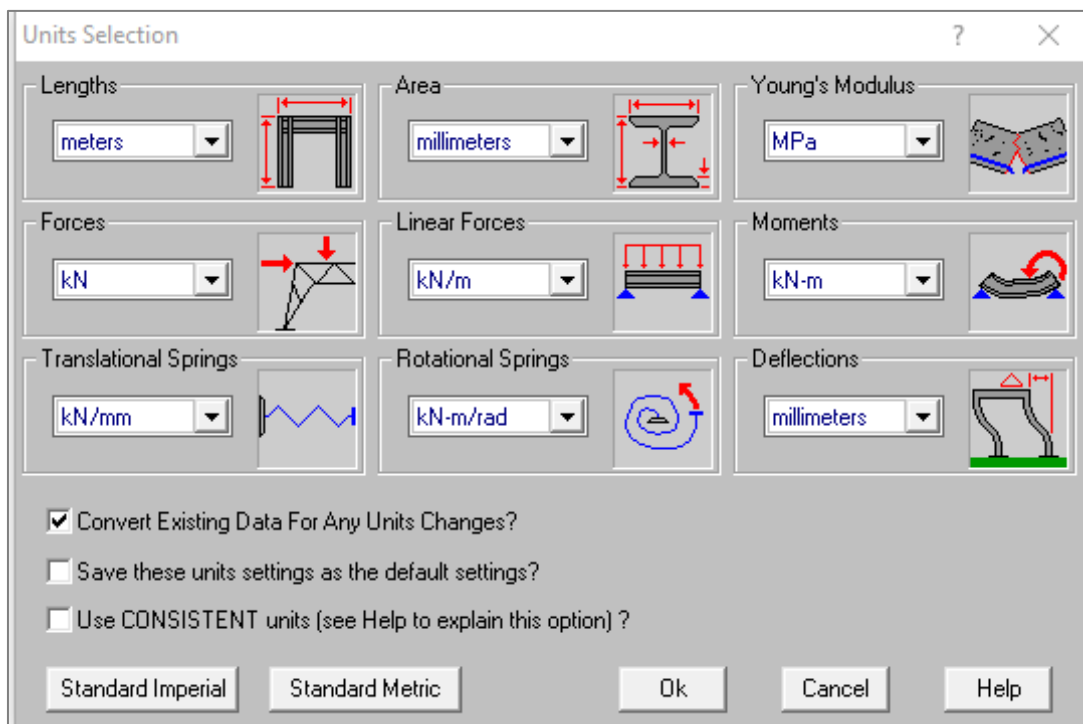 Units Selection
?
Lengths
Area
Young's Modulus
meters
millimeters
MPa
Forces
Linear Forces
Moments
kN
kN/m
kN-m
Translational Springs
Rotational Springs
Deflections
kN/mm
kN-m/rad
millimeters
Convert Existing Data For Any Units Changes?
Save these units settings as the default settings?
Use CONSISTENT units (see Help to explain this option) ?
Standard Imperial
Standard Metric
Ok
Cancel
Help